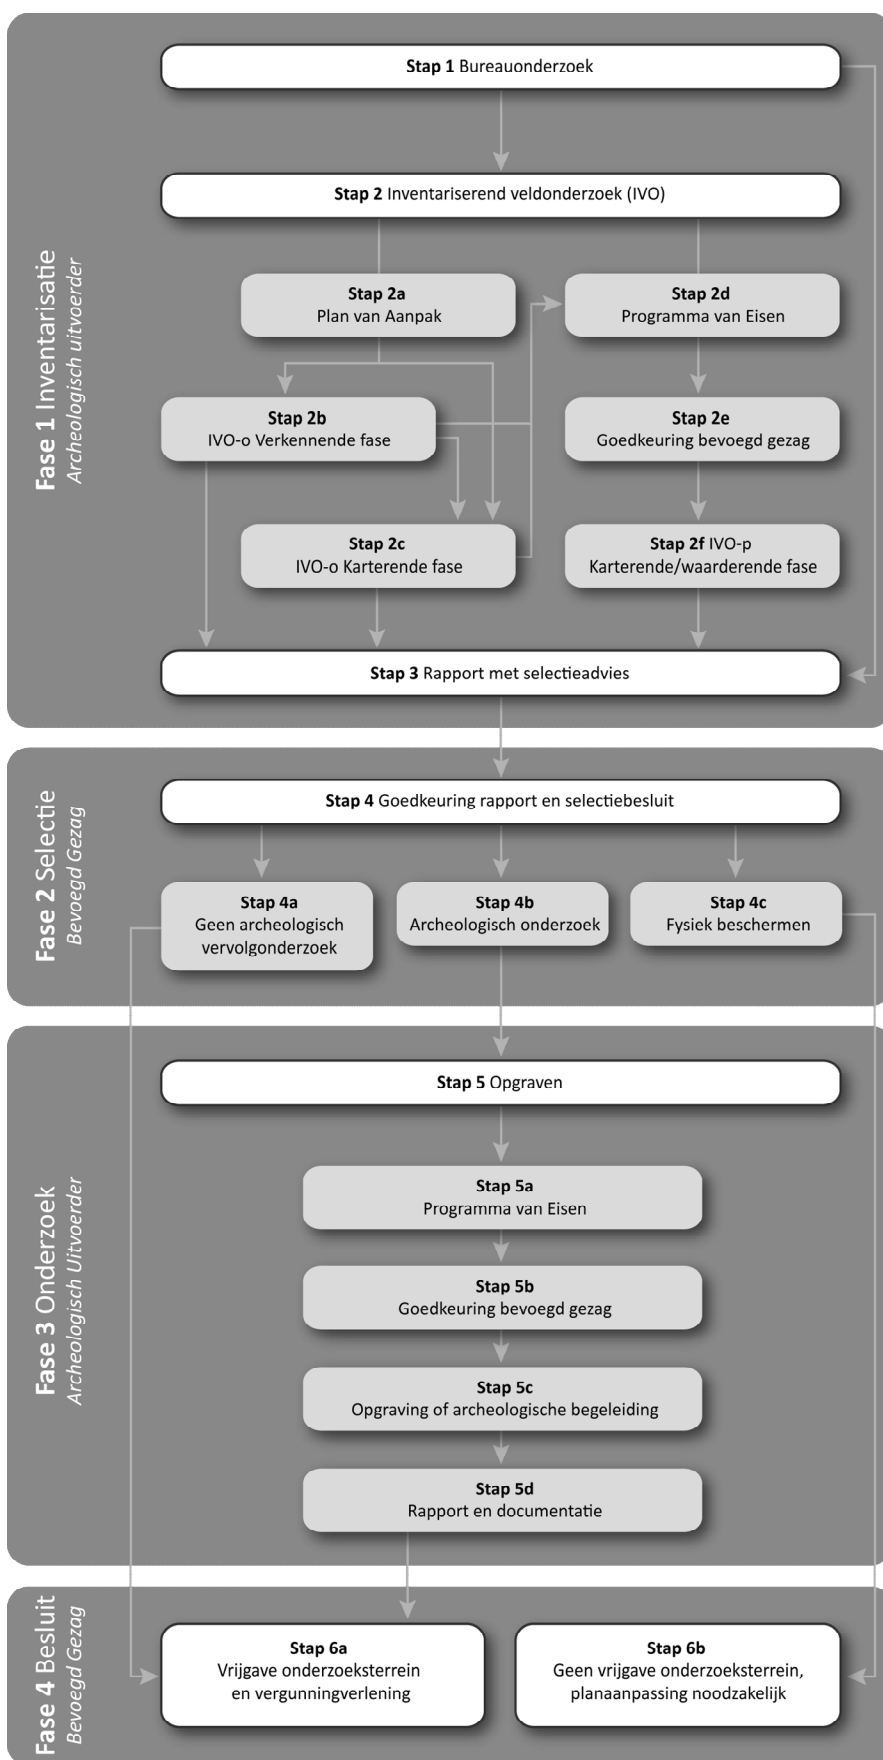 Fase 1 Inventarisatie
Archeologisch uitvoerder
Stap 1 Bureauonderzoek
Stap 2 Inventariserend veldonderzoek (IVO)
Stap 2a
Plan van Aanpak
Stap 2d
Programma van Eisen
Stap 2b
IVO-o Verkennende fase
Stap 2e
Goedkeuring bevoegd gezag
Stap 2c
IVO-o Karterende fase
Stap 2f IVO-p
Karterende/waarderende fase
Stap 3 Rapport met selectieadvies
Fase 2 Selectie
Bevoegd Gezag
Stap 4 Goedkeuring rapport en selectiebesluit
Stap 4a
Geen archeologisch
vervolgonderzoek
Stap 4b
Archeologisch onderzoek
Stap 4c
Fysiek beschermen
Fase 3 Onderzoek
Archeologisch Uitvoerder
Stap 5 Opgraven
Stap 5a
Programma van Eisen
Stap 5b
Goedkeuring bevoegd gezag
Stap 5c
Opgraving of archeologische begeleiding
Stap 5d
Rapport en documentatie
Fase 4 Besluit
Bevoegd Gezag
Stap 6a
Vrijgave onderzoeksterrein
en vergunningverlening
Stap 6b
Geen vrijgave onderzoeksterrein,
planaanpassing noodzakelijk